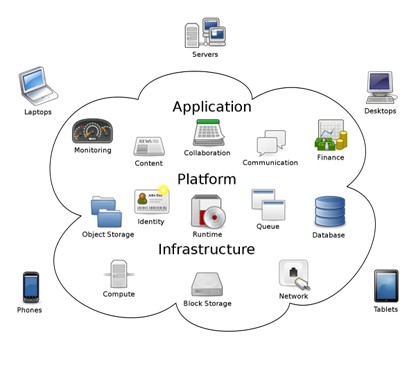 Servers
Laptops
Desktops
Application
Monitoring
NEWS
Content
Collaboration
Communication
Finance
Platform
Object Storage
Identity
Runtime
Queue
Database
Infrastructure
Compute
Block Storage
Network
Phones
Tablets